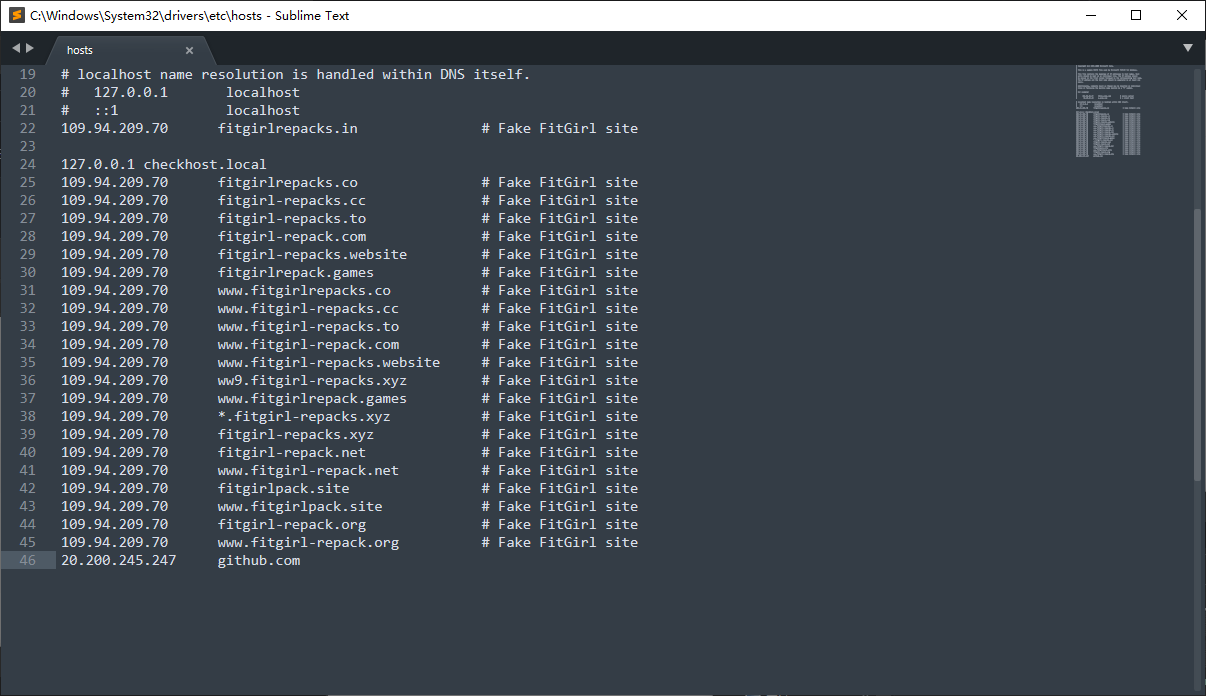 C:\Windows\System32\drivers\etc\hosts - Sublime Text
hosts
19 # localhost name resolution is handled within DNS itself.
20 #   127.0.0.1       localhost
21 #   ::1             localhost
22 109.94.209.70      fitgirlrepacks.in               # Fake FitGirl site
23
24 127.0.0.1 checkhost.local
25 109.94.209.70      fitgirlrepacks.co               # Fake FitGirl site
26 109.94.209.70      fitgirl-repacks.cc              # Fake FitGirl site
27 109.94.209.70      fitgirl-repacks.to              # Fake FitGirl site
28 109.94.209.70      fitgirl-repack.com              # Fake FitGirl site
29 109.94.209.70      fitgirl-repacks.website         # Fake FitGirl site
30 109.94.209.70      fitgirlrepack.games             # Fake FitGirl site
31 109.94.209.70      www.fitgirlrepacks.co           # Fake FitGirl site
32 109.94.209.70      www.fitgirl-repacks.cc          # Fake FitGirl site
33 109.94.209.70      www.fitgirl-repacks.to          # Fake FitGirl site
34 109.94.209.70      www.fitgirl-repack.com          # Fake FitGirl site
35 109.94.209.70      www.fitgirl-repacks.website     # Fake FitGirl site
36 109.94.209.70      ww9.fitgirl-repacks.xyz         # Fake FitGirl site
37 109.94.209.70      www.fitgirlrepack.games         # Fake FitGirl site
38 109.94.209.70      *.fitgirl-repacks.xyz           # Fake FitGirl site
39 109.94.209.70      fitgirl-repacks.xyz             # Fake FitGirl site
40 109.94.209.70      fitgirl-repack.net              # Fake FitGirl site
41 109.94.209.70      www.fitgirl-repack.net          # Fake FitGirl site
42 109.94.209.70      fitgirlpack.site                # Fake FitGirl site
43 109.94.209.70      www.fitgirlpack.site            # Fake FitGirl site
44 109.94.209.70      fitgirl-repack.org              # Fake FitGirl site
45 109.94.209.70      www.fitgirl-repack.org          # Fake FitGirl site
46 20.200.245.247     github.com